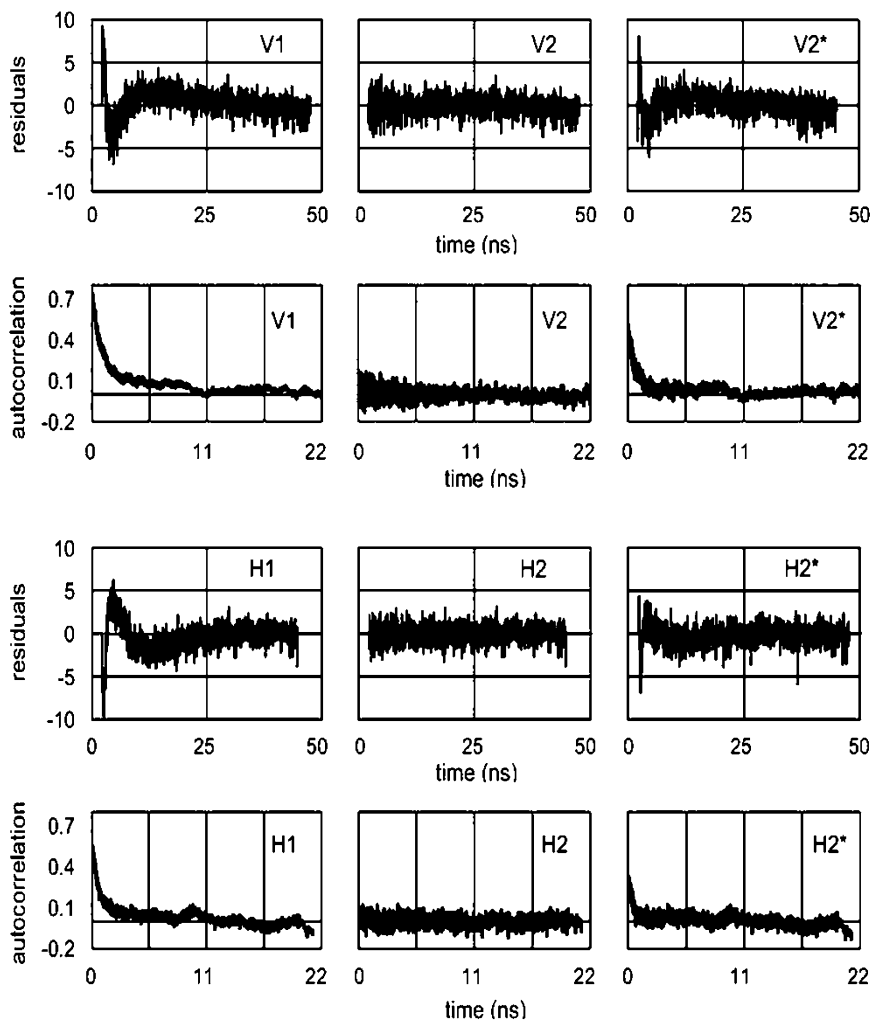 residuals
10
5
0
-5
-10
V1
V2
V2*
0 25 50 0 25 50 0 25 50
time (ns)
autocorrelation
0.7
0.4
0.1
-0.2
V1
V2
V2*
0 11 22 0 11 22 0 11 22
time (ns)
residuals
10
5
0
-5
-10
H1
H2
H2*
0 25 50 0 25 50 0 25 50
time (ns)
autocorrelation
0.7
0.4
0.1
-0.2
H1
H2
H2*
0 11 22 0 11 22 0 11 22
time (ns)